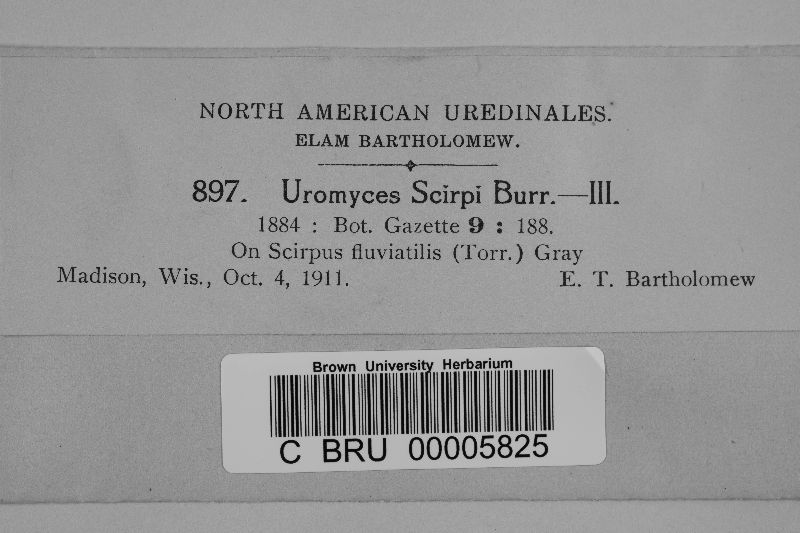 NORTH AMERICAN UREDINALES.
ELAM BARTHOLOMEW.
897. Uromyces Scirpi Burr.—III.
1884 : Bot. Gazette 9 : 188.
On Scirpus fluviatilis (Torr.) Gray
Madison, Wis., Oct. 4, 1911. E. T. Bartholomew
Brown University Herbarium
C BRU 00005825